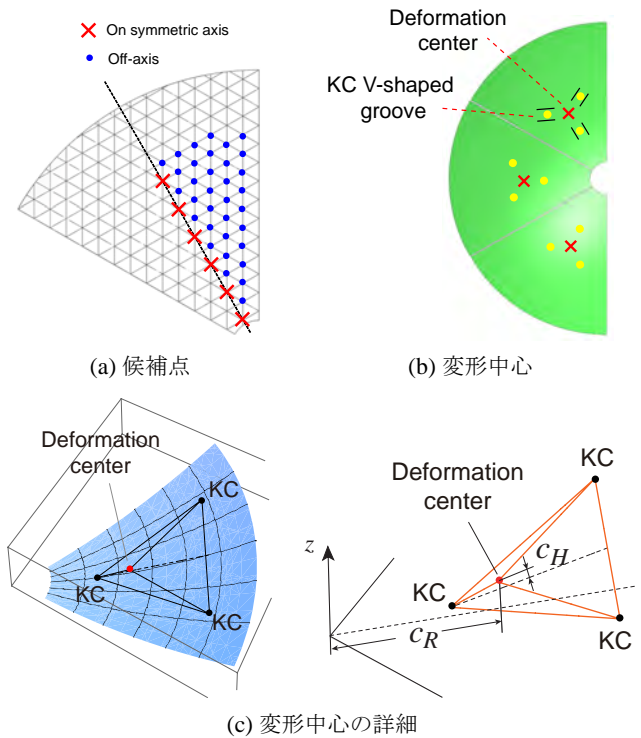 On symmetric axis
Off-axis
Deformation
center
KC V-shaped
groove
(a) 候補点
(b) 変形中心
Deformation
center
KC
KC
KC
Deformation
center
KC
z
c_H
KC
c_R
KC
(c) 変形中心の詳細